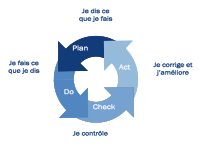 Je dis ce
que je fais
Plan
Je fais ce
que je dis
Act
Je corrige et
j'améliore
Do
Check
Je contrôle